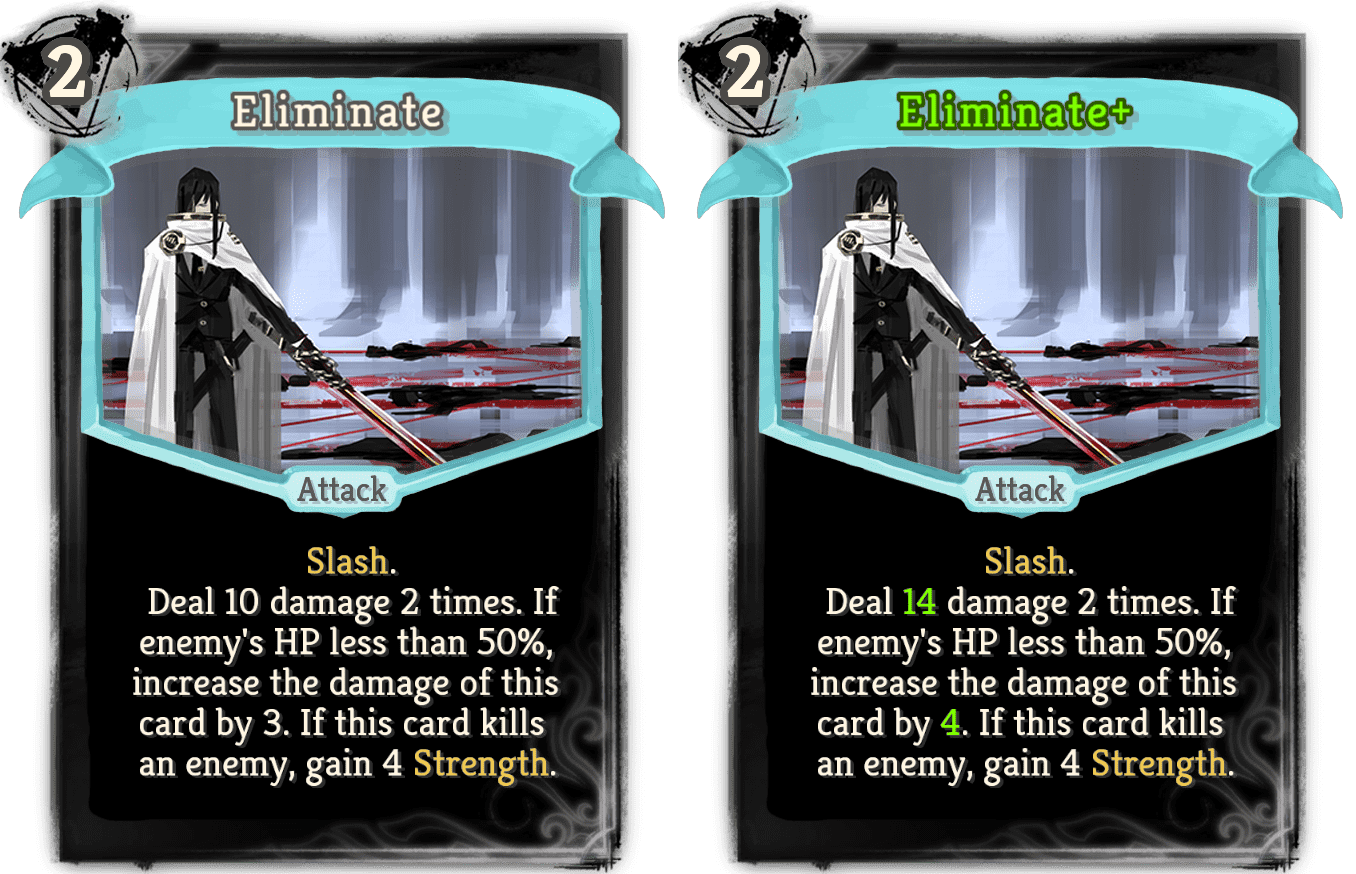 2
Eliminate
Attack
Slash.
Deal 10 damage 2 times. If
enemy's HP less than 50%,
increase the damage of this
card by 3. If this card kills
an enemy, gain 4 Strength.
2
Eliminate+
Attack
Slash.
Deal 14 damage 2 times. If
enemy's HP less than 50%,
increase the damage of this
card by 4. If this card kills
an enemy, gain 4 Strength.